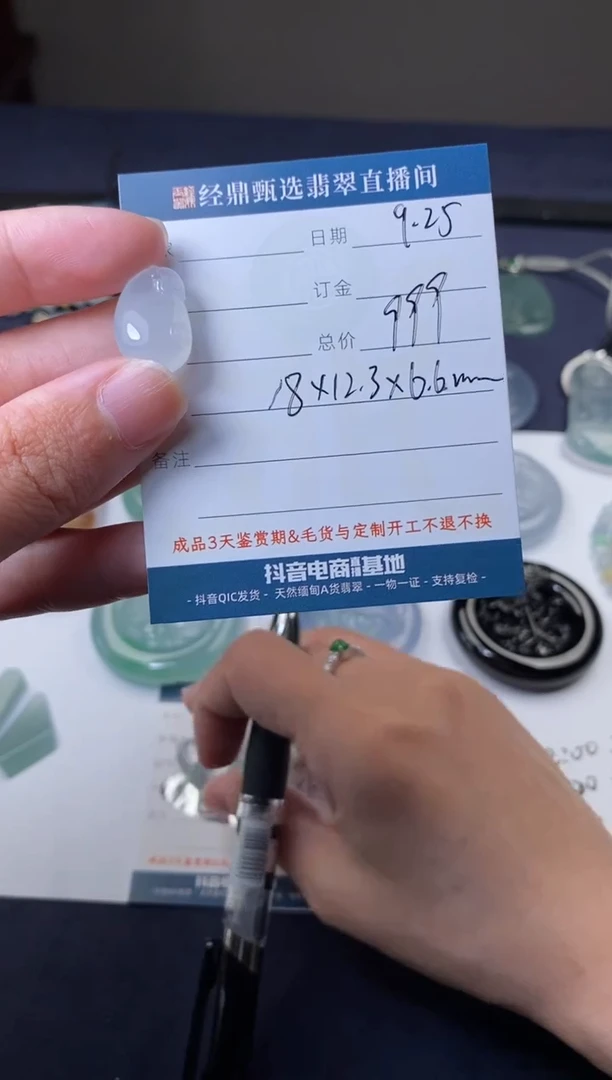 经鼎甄选翡翠直播间
日期 9.25
订金
总价 999
18×12.3×6.6mm
备注
成品3天鉴赏期&毛货与定制开工不退不换
抖音电商基地
- 抖音QIC发货 - 天然缅甸A货翡翠 - 一物一证 - 支持复检 -